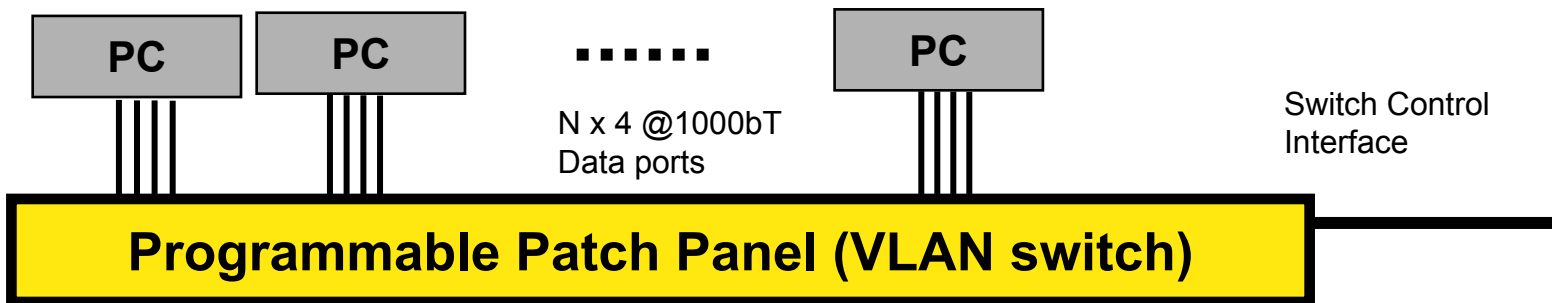 PC
PC
......
PC
N x 4 @1000bT
Data ports
Switch Control
Interface
Programmable Patch Panel (VLAN switch)